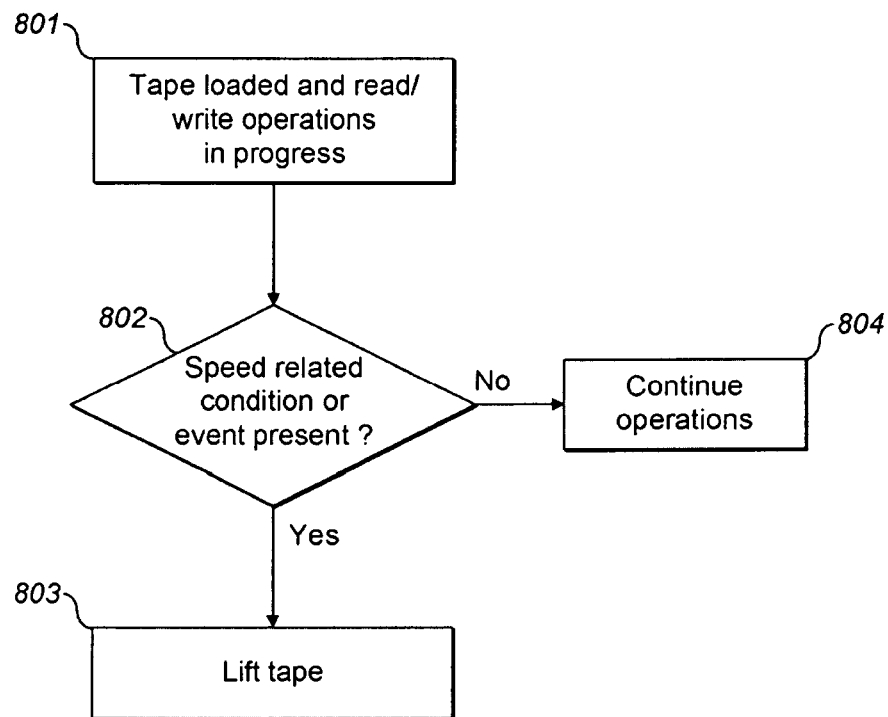 801
Tape loaded and read/
write operations
in progress
802
Speed related
condition or
event present ?
No
804
Continue
operations
Yes
803
Lift tape